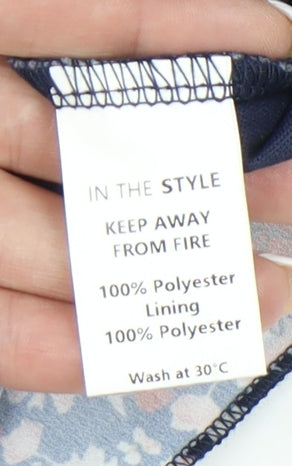 IN THE STYLE
KEEP AWAY
FROM FIRE
100% Polyester
Lining
100% Polyester
Wash at 30°C